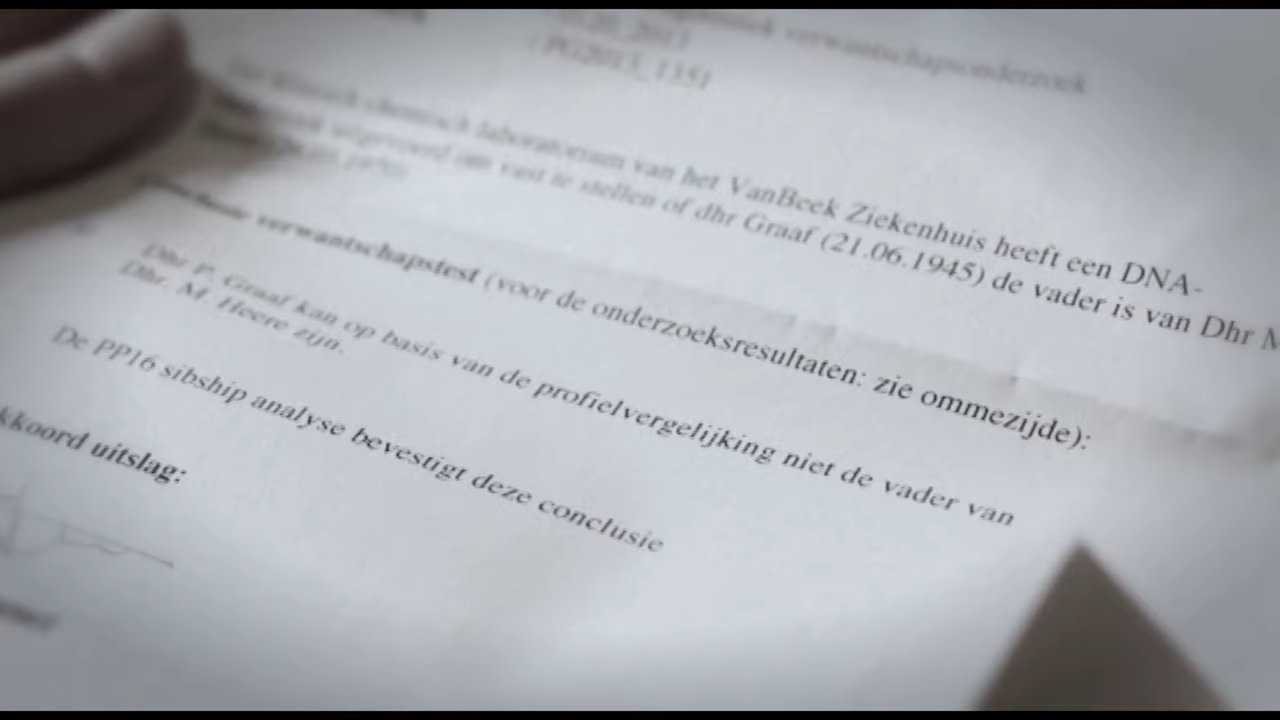 verwantschapsonderzoek
PG2013_1351
chemisch laboratorium van het VanBeek Ziekenhuis heeft een DNA-
uitgevoerd om vast te stellen of dhr Graaf (21.06.1945) de vader is van Dhr M
verwantschapstest (voor de onderzoeksresultaten: zie ommezijde):
Dhr P. Graaf kan op basis van de profielvergelijking niet de vader van
Dhr. M. Heere zijn.
De PP16 sibship analyse bevestigt deze conclusie
kkoord uitslag: